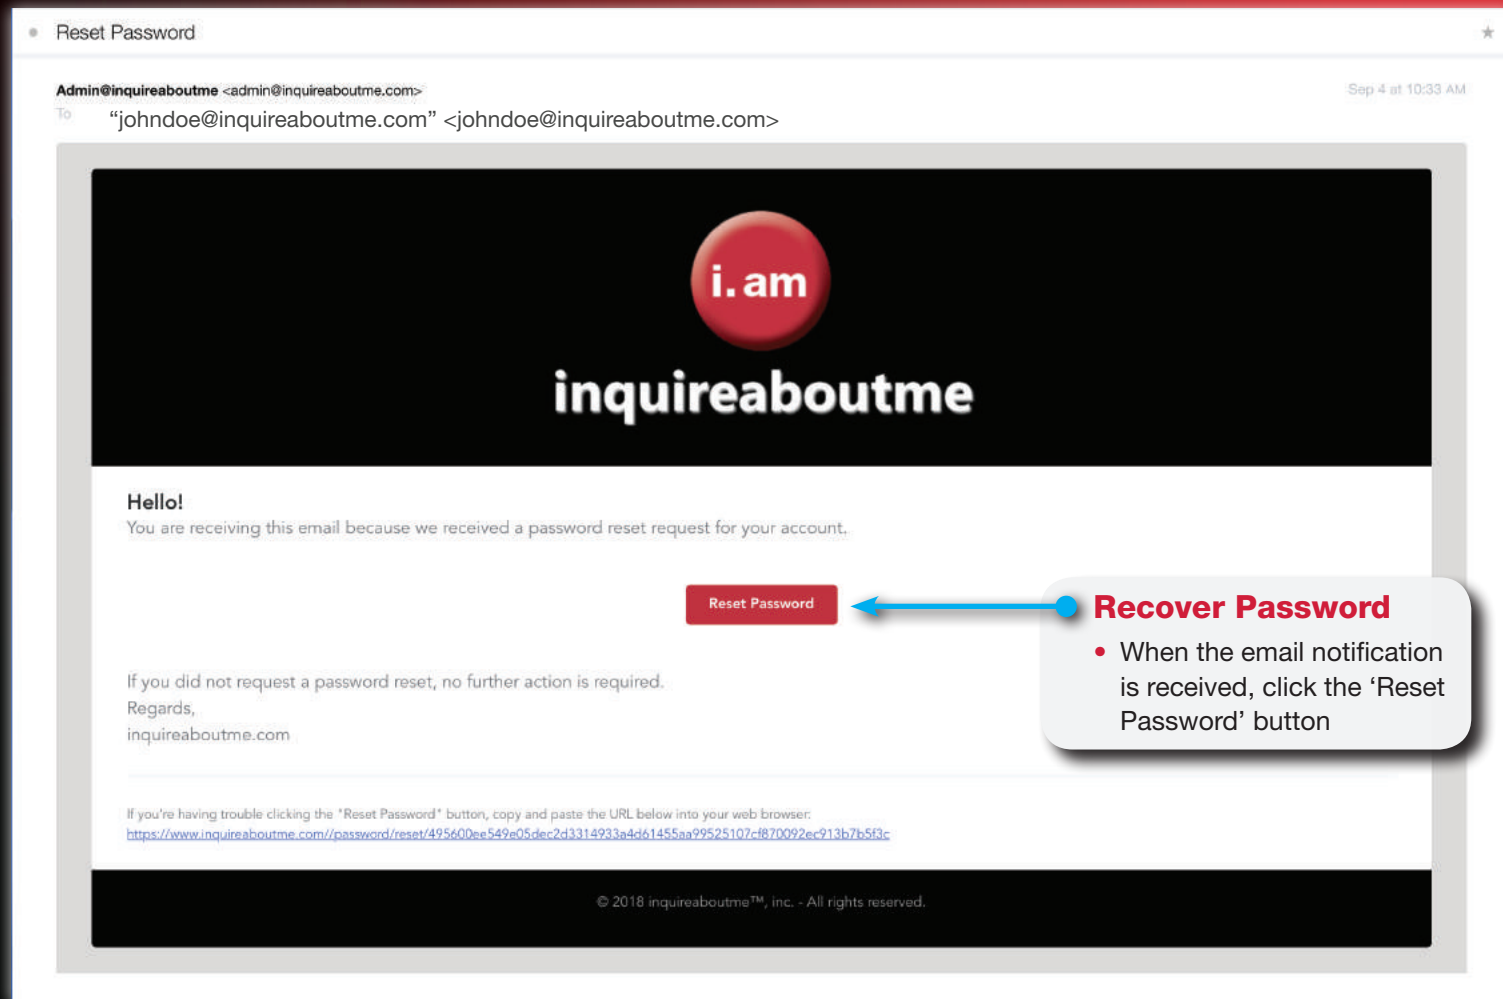 Reset Password
Admin@inquireaboutme <admin@inquireaboutme.com>
Sep 4 at 10:33 AM
To “johndoe@inquireaboutme.com” <johndoe@inquireaboutme.com>
i.am
inquireaboutme
Hello!
You are receiving this email because we received a password reset request for your account.
Reset Password
Recover Password
• When the email notification
is received, click the ‘Reset
Password’ button
If you did not request a password reset, no further action is required.
Regards,
inquireaboutme.com
If you're having trouble clicking the "Reset Password" button, copy and paste the URL below into your web browser:
https://www.inquireaboutme.com//password/reset/495600ee549e05dec2d3314933a4d61455aa99525107cf870092ec913b7b5f3c
© 2018 inquireaboutme™, inc. - All rights reserved.